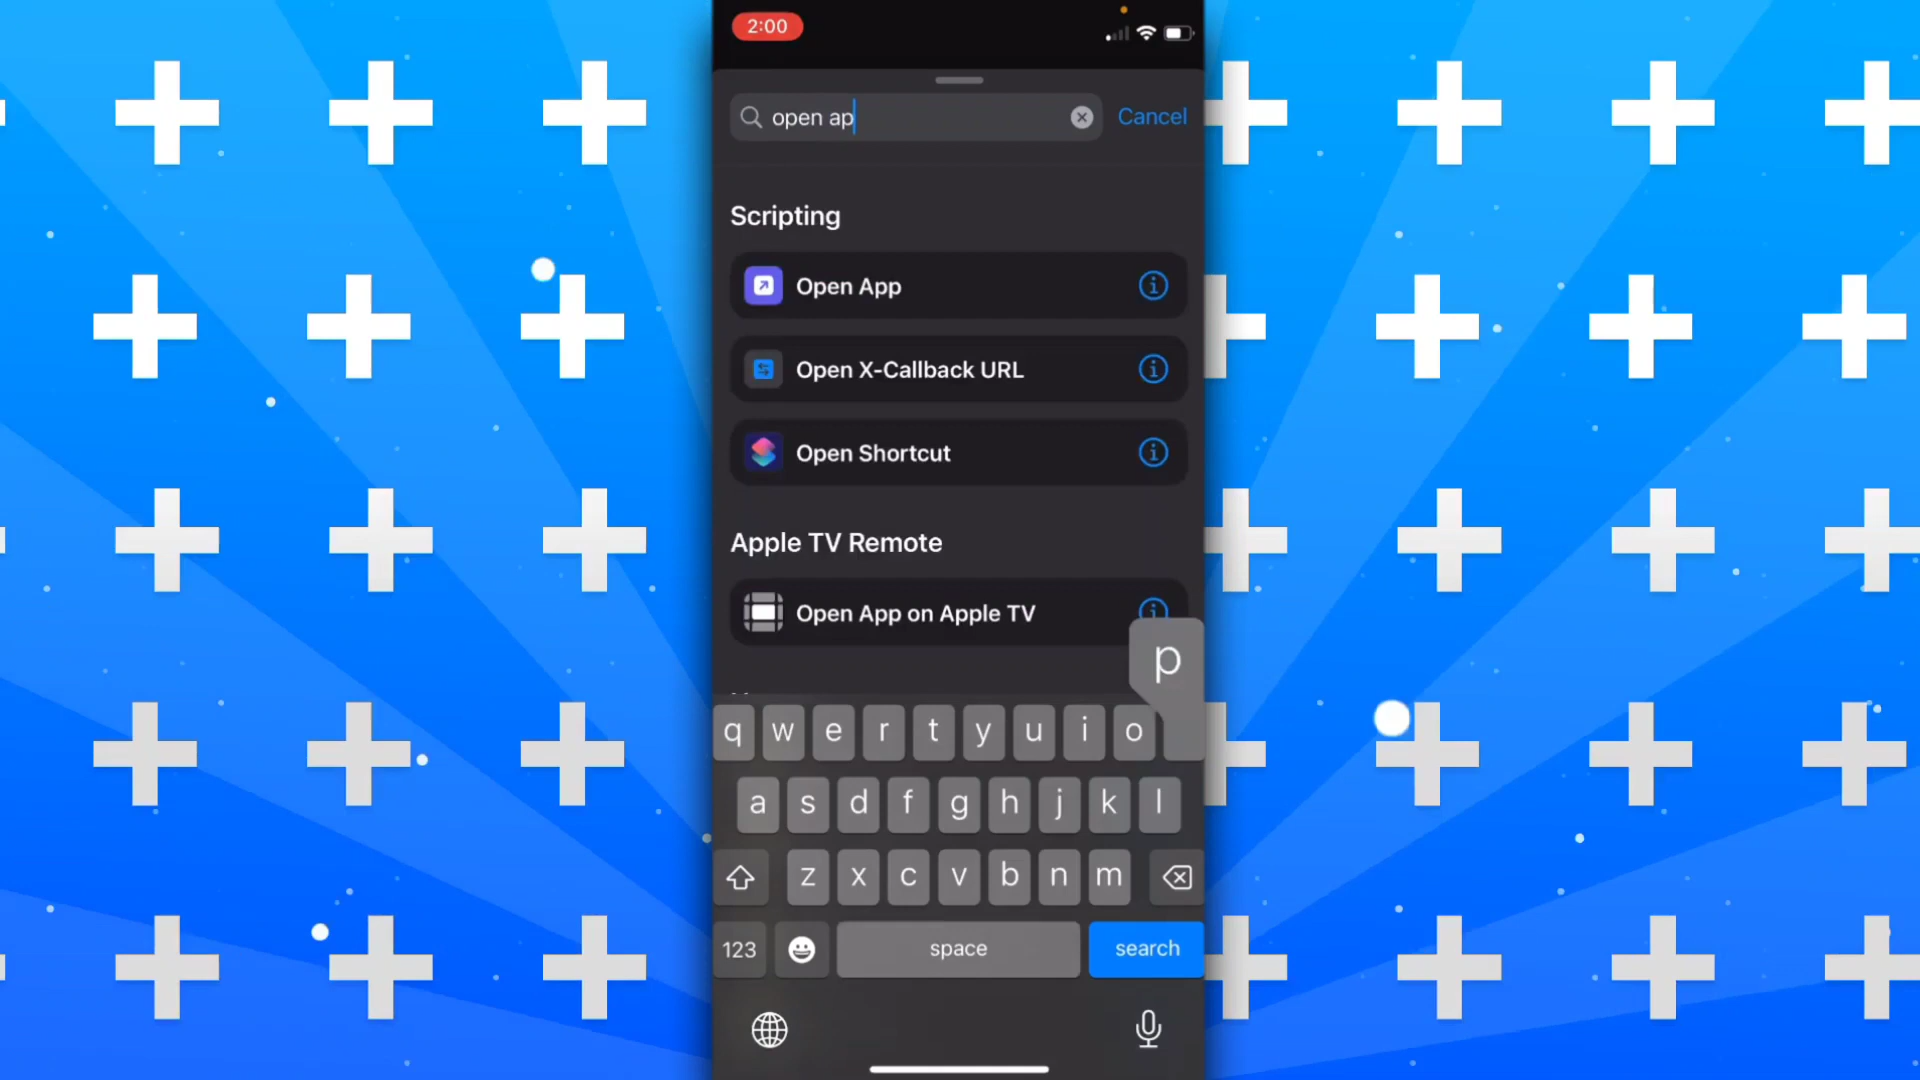 2:00
open ap
Cancel
Scripting
Open App
Open X-Callback URL
Open Shortcut
Apple TV Remote
Open App on Apple TV
p
q w e r t y u i o
a s d f g h j k l
z x c v b n m
123 space search